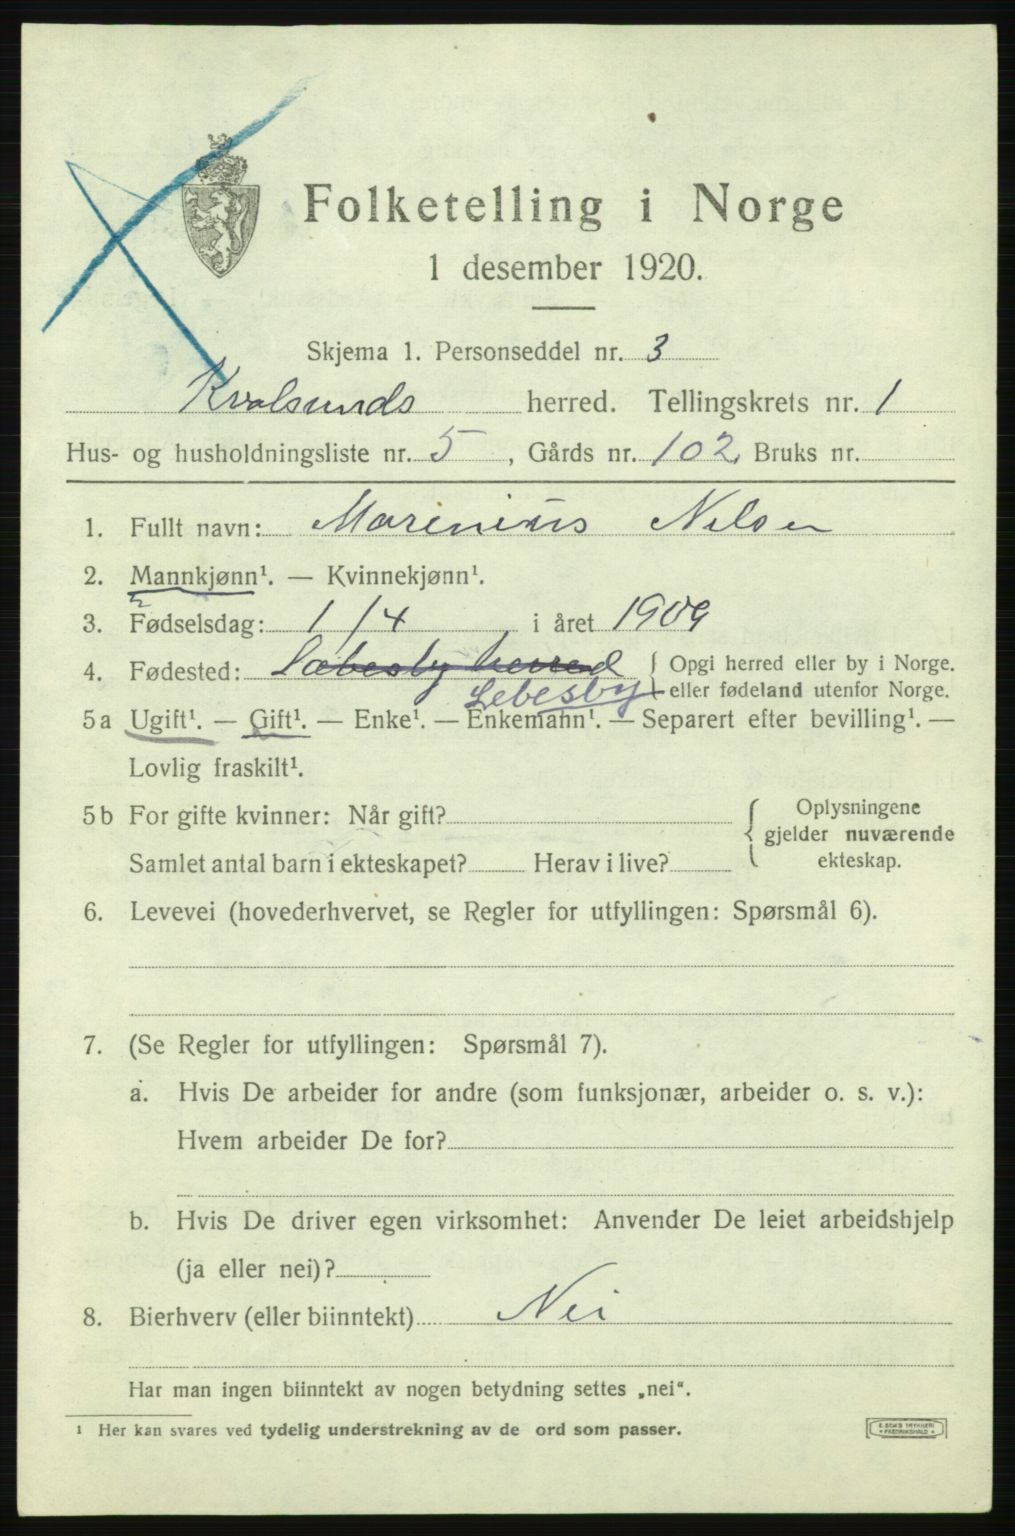 Folketelling i Norge
1 desember 1920.
Skjema 1. Personseddel nr. 3
Kvalsunds herred. Tellingskrets nr. 1
Hus- og husholdningsliste nr. 5, Gårds nr. 102, Bruks nr.
1. Fullt navn: Marinius Nilsen
2. Mannkjønn¹. — Kvinnekjønn¹.
3. Fødselsdag: 1/4 i året 1909
4. Fødested: Læbesby herred { Opgi herred eller by i Norge.
Lebesby eller fødeland utenfor Norge.
5a Ugift¹. — Gift¹. — Enke¹. — Enkemann¹. — Separert efter bevilling¹. —
Lovlig fraskilt¹.
5b For gifte kvinner: Når gift? { Oplysningene
gjelder nuværende
Samlet antal barn i ekteskapet? Herav i live? ekteskap.
6. Levevei (hovederhvervet, se Regler for utfyllingen: Spørsmål 6).
7. (Se Regler for utfyllingen: Spørsmål 7).
a. Hvis De arbeider for andre (som funksjonær, arbeider o. s. v.):
Hvem arbeider De for?
b. Hvis De driver egen virksomhet: Anvender De leiet arbeidshjelp
(ja eller nei)?
8. Bierhverv (eller biinntekt) Nei
Har man ingen biinntekt av nogen betydning settes „nei“.
¹ Her kan svares ved tydelig understrekning av de ord som passer.
E. SEMS TRYKKERI
FREDRIKSHALD